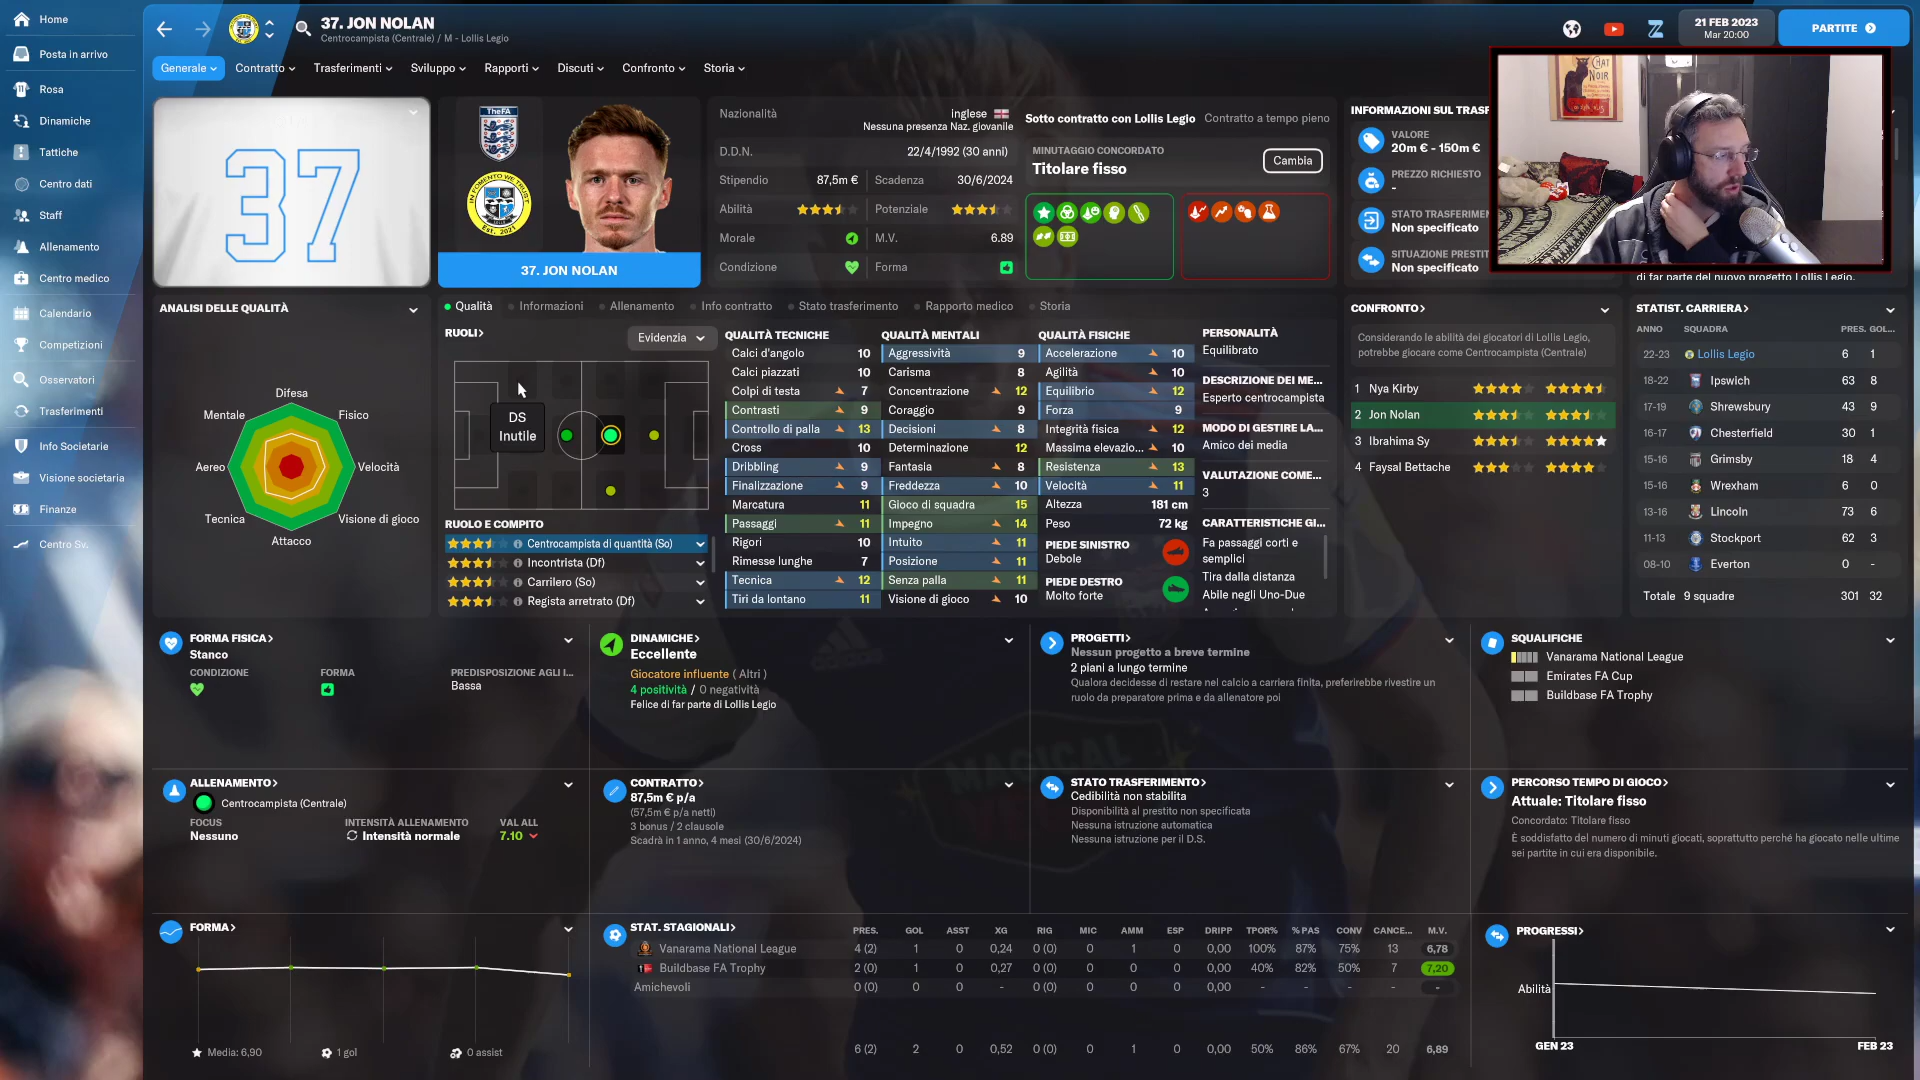 Home
Posta in arrivo
Rosa
Dinamiche
Tattiche
Centro dati
Staff
Allenamento
Centro medico
Calendario
Competizioni
Osservatori
Trasferimenti
Info Societarie
Visione societaria
Finanze
Centro Sv.
37. JON NOLAN
Centrocampista (Centrale) / M - Lollis Legio
21 FEB 2023
Mar 20:00
PARTITE
Generale
Contratto
Trasferimenti
Sviluppo
Rapporti
Discuti
Confronto
Storia
37
TheFA
IN FOMENTO WE TRUST
EST. 2021
37. JON NOLAN
Nazionalità
inglese
Nessuna presenza Naz. giovanile
D.D.N.
22/4/1992 (30 anni)
Stipendio
87,5m €
Scadenza
30/6/2024
Abilità
Potenziale
Morale
M.V.
6.89
Condizione
Forma
Sotto contratto con Lollis Legio
Contratto a tempo pieno
MINUTAGGIO CONCORDATO
Titolare fisso
Cambia
INFORMAZIONI SUL TRASF
VALORE
20m € - 150m €
PREZZO RICHIESTO
-
STATO TRASFERIMEN
Non specificato
SITUAZIONE PRESTIT
Non specificato
CHAT NOIR
di far parte del nuovo progetto Lollis Legio.
ANALISI DELLE QUALITÀ
Difesa
Mentale
Fisico
Aereo
Velocità
Tecnica
Visione di gioco
Attacco
Qualità
Informazioni
Allenamento
Info contratto
Stato trasferimento
Rapporto medico
Storia
RUOLI
Evidenzia
DS
Inutile
RUOLO E COMPITO
Centrocampista di quantità (So)
Incontrista (Df)
Carrilero (So)
Regista arretrato (Df)
QUALITÀ TECNICHE
Calci d'angolo 10
Calci piazzati 10
Colpi di testa 7
Contrasti 9
Controllo di palla 13
Cross 10
Dribbling 9
Finalizzazione 9
Marcatura 11
Passaggi 11
Rigori 10
Rimesse lunghe 7
Tecnica 12
Tiri da lontano 11
QUALITÀ MENTALI
Aggressività 9
Carisma 8
Concentrazione 12
Coraggio 9
Decisioni 8
Determinazione 12
Fantasia 8
Freddezza 10
Gioco di squadra 15
Impegno 14
Intuito 11
Posizione 11
Senza palla 11
Visione di gioco 10
QUALITÀ FISICHE
Accelerazione 10
Agilità 10
Equilibrio 12
Forza 9
Integrità fisica 12
Massima elevazio... 10
Resistenza 13
Velocità 11
Altezza 181 cm
Peso 72 kg
PIEDE SINISTRO
Debole
PIEDE DESTRO
Molto forte
PERSONALITÀ
Equilibrato
DESCRIZIONE DEI ME...
Esperto centrocampista
MODO DI GESTIRE LA...
Amico dei media
VALUTAZIONE COME...
3
CARATTERISTICHE GI...
Fa passaggi corti e
semplici
Tira dalla distanza
Abile negli Uno-Due
CONFRONTO
Considerando le abilità dei giocatori di Lollis Legio,
potrebbe giocare come Centrocampista (Centrale)
1 Nya Kirby
2 Jon Nolan
3 Ibrahima Sy
4 Faysal Bettache
STATIST. CARRIERA
ANNO SQUADRA PRES. GOL...
22-23 Lollis Legio 6 1
18-22 Ipswich 63 8
17-19 Shrewsbury 43 9
16-17 Chesterfield 30 1
15-16 Grimsby 18 4
15-16 Wrexham 6 0
13-16 Lincoln 73 6
11-13 Stockport 62 3
08-10 Everton 0 -
Totale 9 squadre 301 32
FORMA FISICA
Stanco
CONDIZIONE
FORMA
PREDISPOSIZIONE AGLI I...
Bassa
DINAMICHE
Eccellente
Giocatore influente ( Altri )
4 positività / 0 negatività
Felice di far parte di Lollis Legio
PROGETTI
Nessun progetto a breve termine
2 piani a lungo termine
Qualora decidesse di restare nel calcio a carriera finita, preferirebbe rivestire un
ruolo da preparatore prima e da allenatore poi
SQUALIFICHE
Vanarama National League
Emirates FA Cup
Buildbase FA Trophy
MAGICAL
ALLENAMENTO
Centrocampista (Centrale)
FOCUS
Nessuno
INTENSITÀ ALLENAMENTO
Intensità normale
VAL ALL
7.10
CONTRATTO
87,5m € p/a
(57,5m € p/a netti)
3 bonus / 2 clausole
Scadrà in 1 anno, 4 mesi (30/6/2024)
STATO TRASFERIMENTO
Cedibilità non stabilita
Disponibilità al prestito non specificata
Nessuna istruzione automatica
Nessuna istruzione per il D.S.
PERCORSO TEMPO DI GIOCO
Attuale: Titolare fisso
Concordato: Titolare fisso
È soddisfatto del numero di minuti giocati, soprattutto perché ha giocato nelle ultime
sei partite in cui era disponibile.
FORMA
Media: 6,90
1 gol
0 assist
STAT. STAGIONALI
PRES. GOL ASST XG RIG MIC AMM ESP DRIPP TPOR% % PAS CONV CANCE... M.V.
Vanarama National League 4 (2) 1 0 0,24 0 (0) 0 1 0 0,00 100% 87% 75% 13 6,78
Buildbase FA Trophy 2 (0) 1 0 0,27 0 (0) 0 0 0 0,00 40% 82% 50% 7 7,20
Amichevoli 0 (0) 0 0 - 0 (0) 0 0 0 0,00 - - - - -
6 (2) 2 0 0,52 0 (0) 0 1 0 0,00 50% 86% 67% 20 6,89
PROGRESSI
Abilità
GEN 23
FEB 23